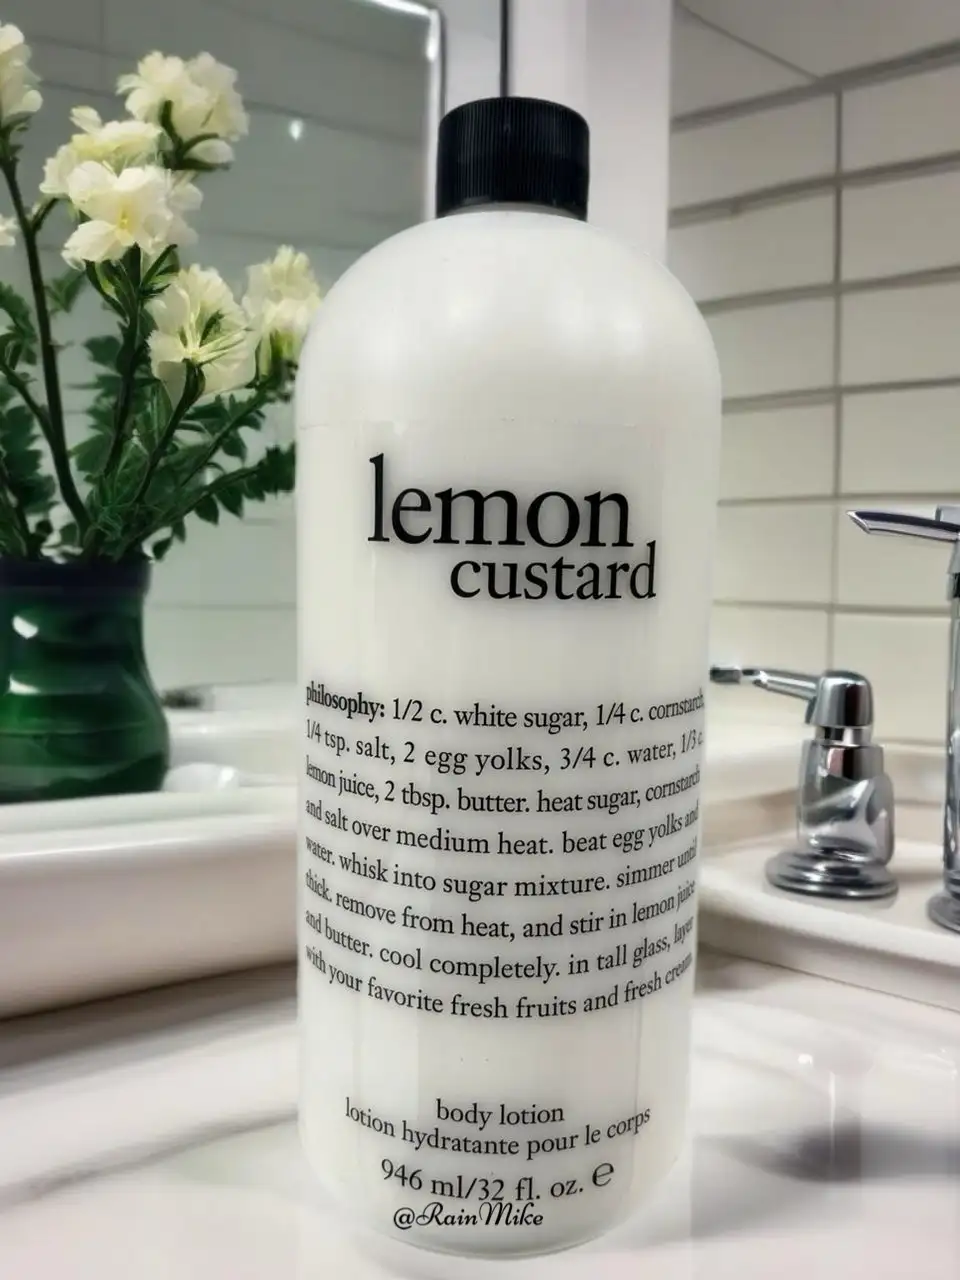 lemon
custard
philosophy: 1/2 c. white sugar, 1/4 c. cornstarch,
1/4 tsp. salt, 2 egg yolks, 3/4 c. water, 1/3 c.
lemon juice, 2 tbsp. butter. heat sugar, cornstarch
and salt over medium heat. beat egg yolks and
water. whisk into sugar mixture. simmer until
thick. remove from heat, and stir in lemon juice
and butter. cool completely. in tall glass, layer
with your favorite fresh fruits and fresh cream.
body lotion
lotion hydratante pour le corps
946 ml/32 fl. oz. ℮
@RainMike